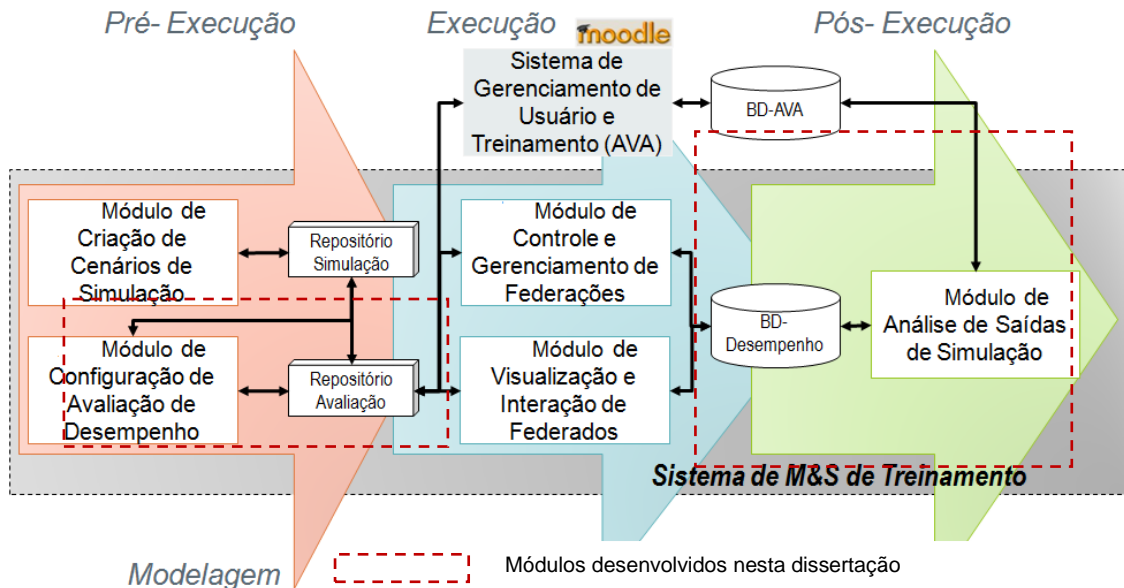 Pré- Execução
Execução
Pós- Execução
moodle
Sistema de
Gerenciamento de
Usuário e
Treinamento (AVA)
BD-AVA
Módulo de
Criação de
Cenários de
Simulação
Repositório
Simulação
Módulo de
Controle e
Gerenciamento de
Federações
Módulo de
Configuração de
Avaliação de
Desempenho
Repositório
Avaliação
Módulo de
Visualização e
Interação de
Federados
BD-
Desempenho
Módulo de
Análise de Saídas
de Simulação
Sistema de M&S de Treinamento
Modelagem
Módulos desenvolvidos nesta dissertação